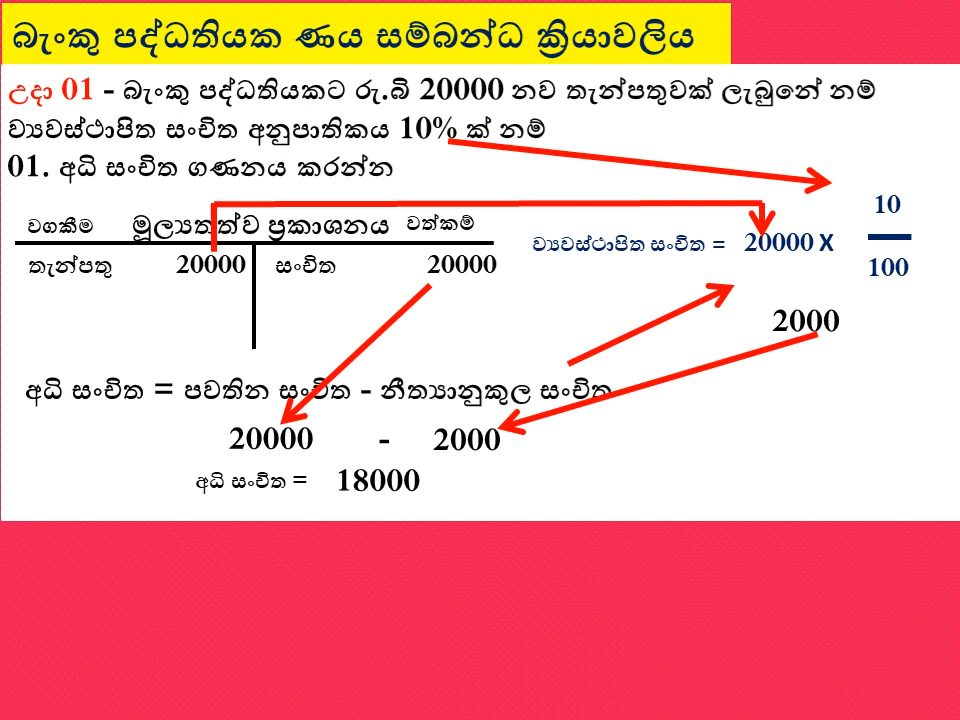 බැංකු පද්ධතියක ණය සම්බන්ධ ක්‍රියාවලිය
උදා 01 - බැංකු පද්ධතියකට රු.බි 20000 නව තැන්පතුවක් ලැබුනේ නම්
ව්‍යවස්ථාපිත සංචිත අනුපාතිකය 10% ක් නම්
01. අධි සංචිත ගණනය කරන්න
වගකීම මූල්‍යතත්ව ප්‍රකාශනය වත්කම්
තැන්පතු 20000 සංචිත 20000
10
ව්‍යවස්ථාපිත සංචිත = 20000 X
100
2000
අධි සංචිත = පවතින සංචිත - නීත්‍යානුකුල සංචිත
20000 - 2000
අධි සංචිත = 18000